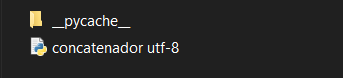 __pycache__
concatenador utf-8